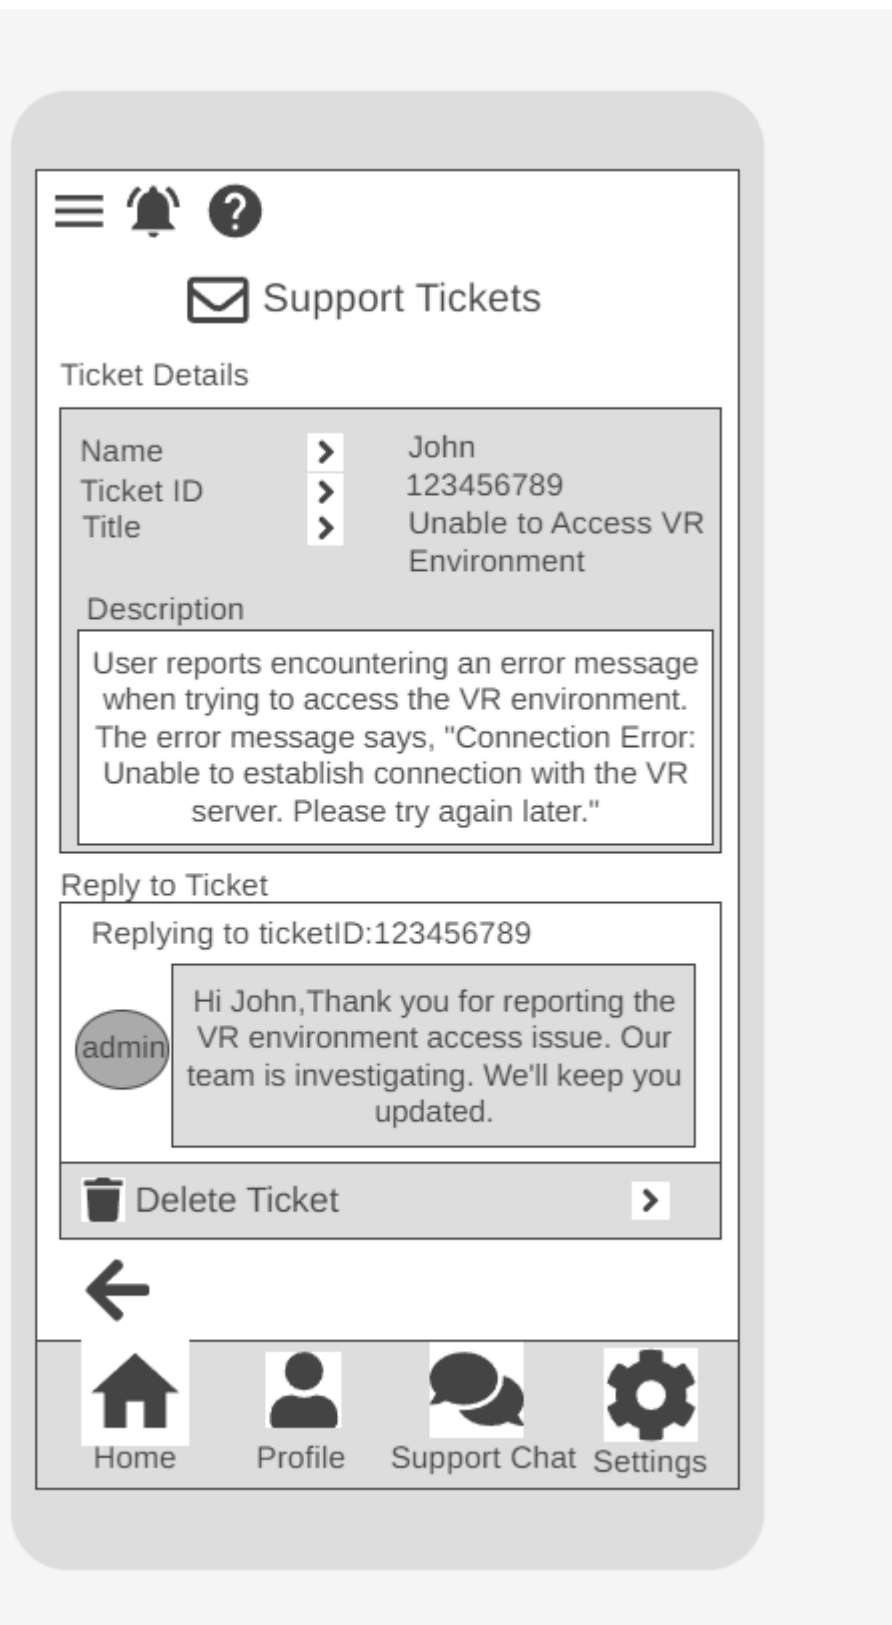 Support Tickets
Ticket Details
Name John
Ticket ID 123456789
Title Unable to Access VR
Environment
Description
User reports encountering an error message
when trying to access the VR environment.
The error message says, "Connection Error:
Unable to establish connection with the VR
server. Please try again later."
Reply to Ticket
Replying to ticketID:123456789
admin
Hi John,Thank you for reporting the
VR environment access issue. Our
team is investigating. We'll keep you
updated.
Delete Ticket
Home Profile Support Chat Settings